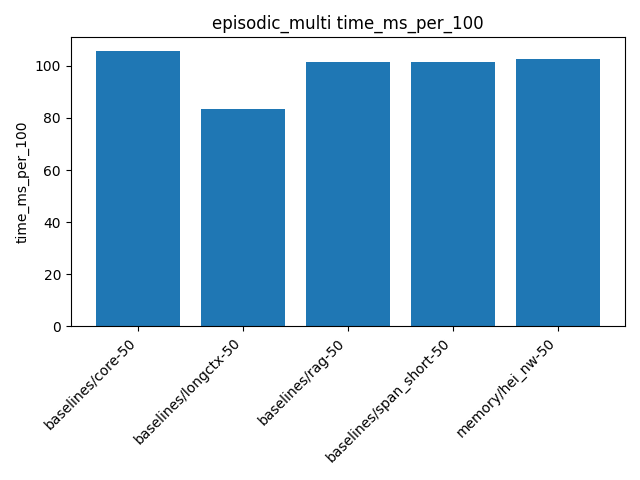 episodic_multi time_ms_per_100
time_ms_per_100
100
80
60
40
20
0
baselines/core-50
baselines/longctx-50
baselines/rag-50
baselines/span_short-50
memory/hei_nw-50